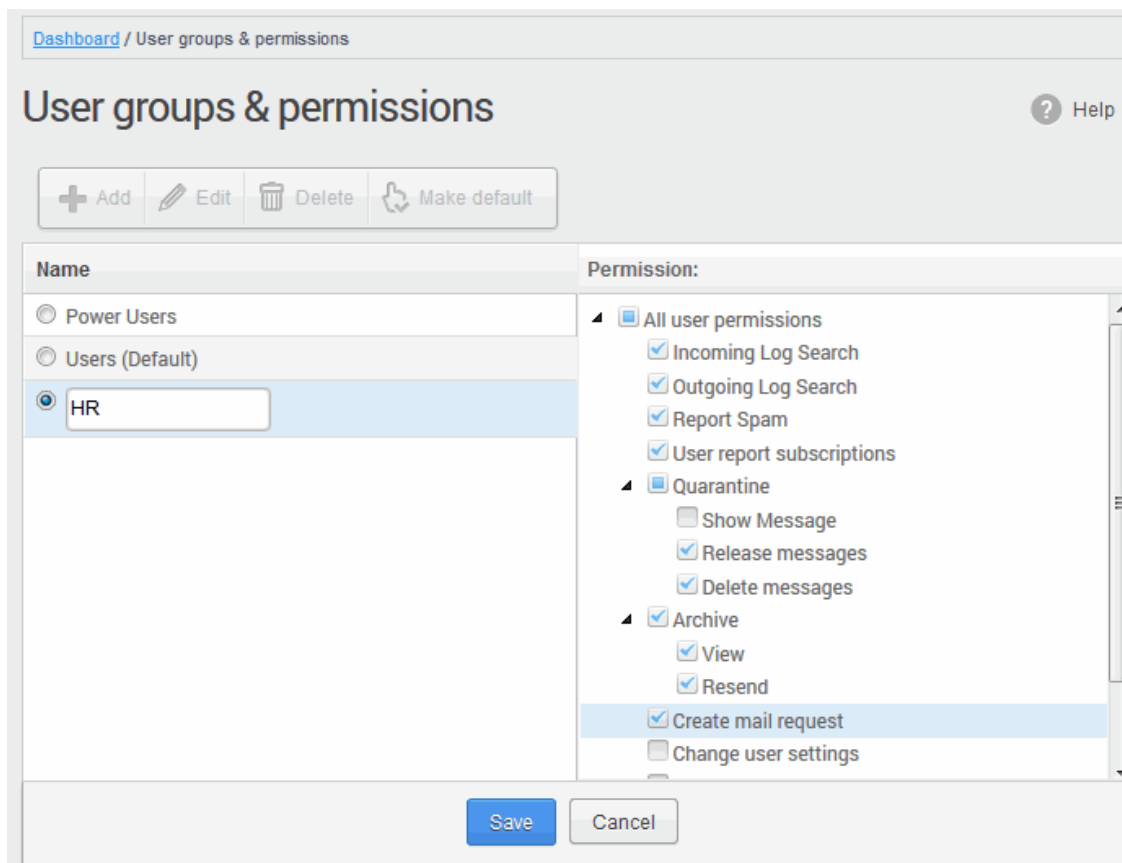 Dashboard / User groups & permissions
User groups & permissions
? Help
Add Edit Delete Make default
Name
Permission:
Power Users
Users (Default)
HR
All user permissions
Incoming Log Search
Outgoing Log Search
Report Spam
User report subscriptions
Quarantine
Show Message
Release messages
Delete messages
Archive
View
Resend
Create mail request
Change user settings
Save Cancel